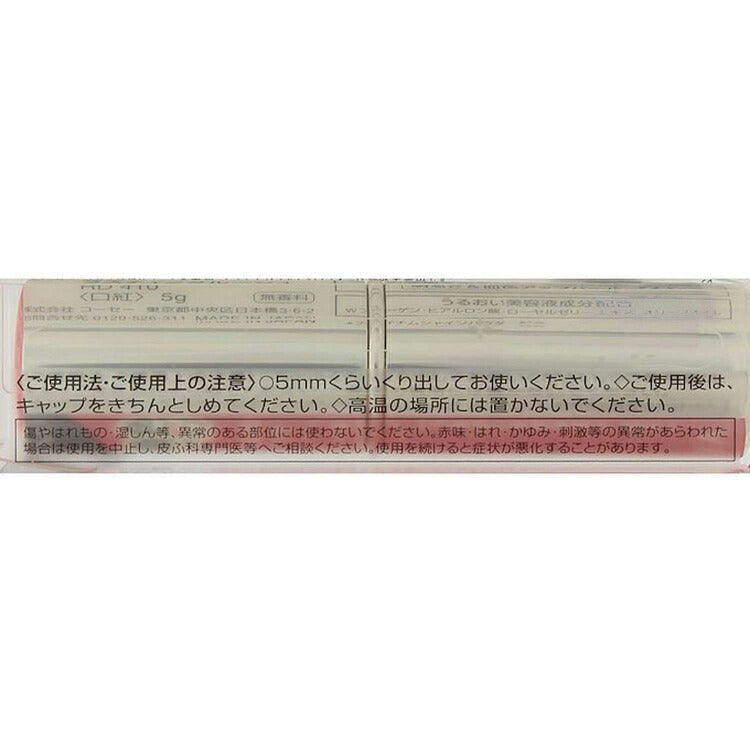 RD 410
〈口紅〉 5g 無香料
株式会社 コーセー 東京都中央区日本橋3-6-2
うるおい美容液成分配合
0120-526-311 MADE IN JAPAN
〈ご使用法・ご使用上の注意〉○5mmくらいくり出してお使いください。◇ご使用後は、
キャップをきちんとしめてください。◇高温の場所には置かないでください。
傷やはれもの・湿しん等、異常のある部位には使わないでください。赤味・はれ・かゆみ・刺激等の異常があらわれた
場合は使用を中止し、皮ふ科専門医等へご相談ください。使用を続けると症状が悪化することがあります。